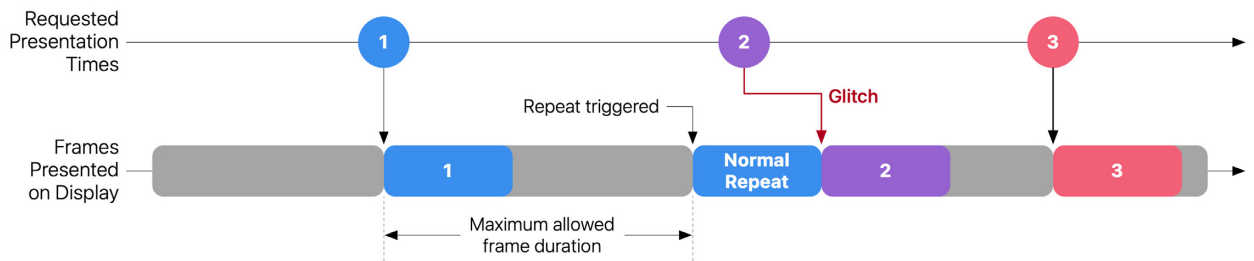 Requested
Presentation
Times
1
2
3
Glitch
Repeat triggered
Frames
Presented
on Display
1
Normal
Repeat
2
3
Maximum allowed
frame duration